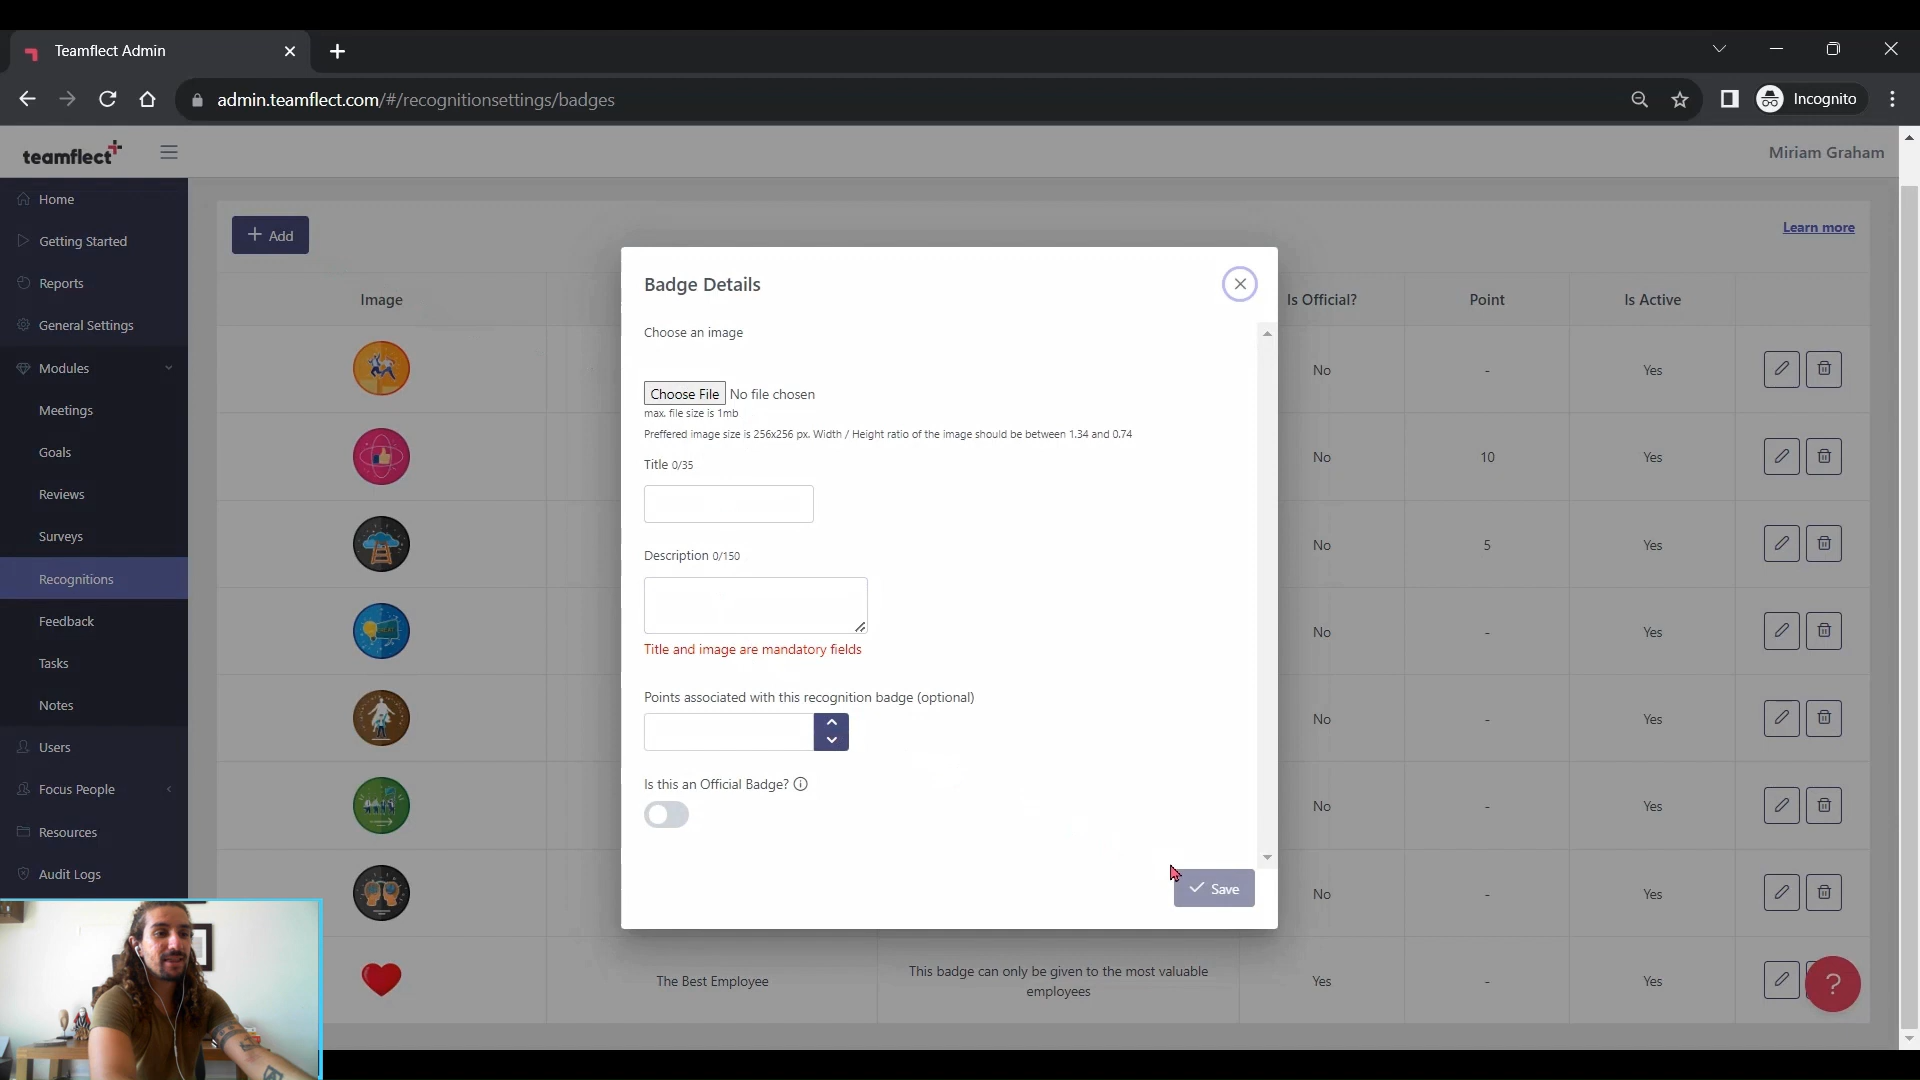 Teamflect Admin
admin.teamflect.com/#/recognitionsettings/badges
Incognito
teamflect
Miriam Graham
Home
Getting Started
Reports
General Settings
Modules
Meetings
Goals
Reviews
Surveys
Recognitions
Feedback
Tasks
Notes
Users
Focus People
Resources
Audit Logs
+ Add
Learn more
Image
Is Official?
Point
Is Active
No
-
Yes
No
10
Yes
No
5
Yes
No
-
Yes
No
-
Yes
No
-
Yes
No
-
Yes
The Best Employee
This badge can only be given to the most valuable
employees
Yes
-
Yes
?
Badge Details
Choose an image
Choose File No file chosen
max. file size is 1mb
Preffered image size is 256x256 px. Width / Height ratio of the image should be between 1.34 and 0.74
Title 0/35
Description 0/150
Title and image are mandatory fields
Points associated with this recognition badge (optional)
Is this an Official Badge?
Save